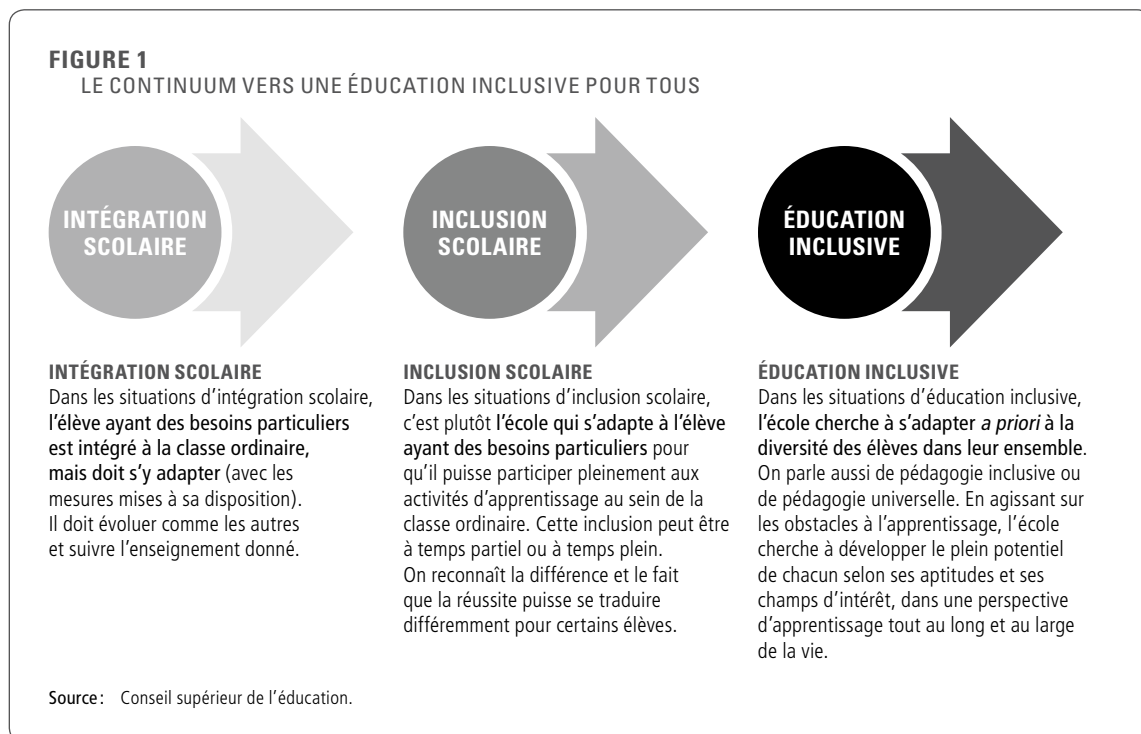 FIGURE 1
LE CONTINUUM VERS UNE ÉDUCATION INCLUSIVE POUR TOUS
INTÉGRATION
SCOLAIRE
INCLUSION
SCOLAIRE
ÉDUCATION
INCLUSIVE
INTÉGRATION SCOLAIRE
Dans les situations d’intégration scolaire,
l’élève ayant des besoins particuliers
est intégré à la classe ordinaire,
mais doit s’y adapter (avec les
mesures mises à sa disposition).
Il doit évoluer comme les autres
et suivre l’enseignement donné.
INCLUSION SCOLAIRE
Dans les situations d’inclusion scolaire,
c’est plutôt l’école qui s’adapte à l’élève
ayant des besoins particuliers pour
qu’il puisse participer pleinement aux
activités d’apprentissage au sein de la
classe ordinaire. Cette inclusion peut être
à temps partiel ou à temps plein.
On reconnaît la différence et le fait
que la réussite puisse se traduire
différemment pour certains élèves.
ÉDUCATION INCLUSIVE
Dans les situations d’éducation inclusive,
l’école cherche à s’adapter a priori à la
diversité des élèves dans leur ensemble.
On parle aussi de pédagogie inclusive ou
de pédagogie universelle. En agissant sur
les obstacles à l’apprentissage, l’école
cherche à développer le plein potentiel
de chacun selon ses aptitudes et ses
champs d’intérêt, dans une perspective
d’apprentissage tout au long et au large
de la vie.
Source : Conseil supérieur de l’éducation.